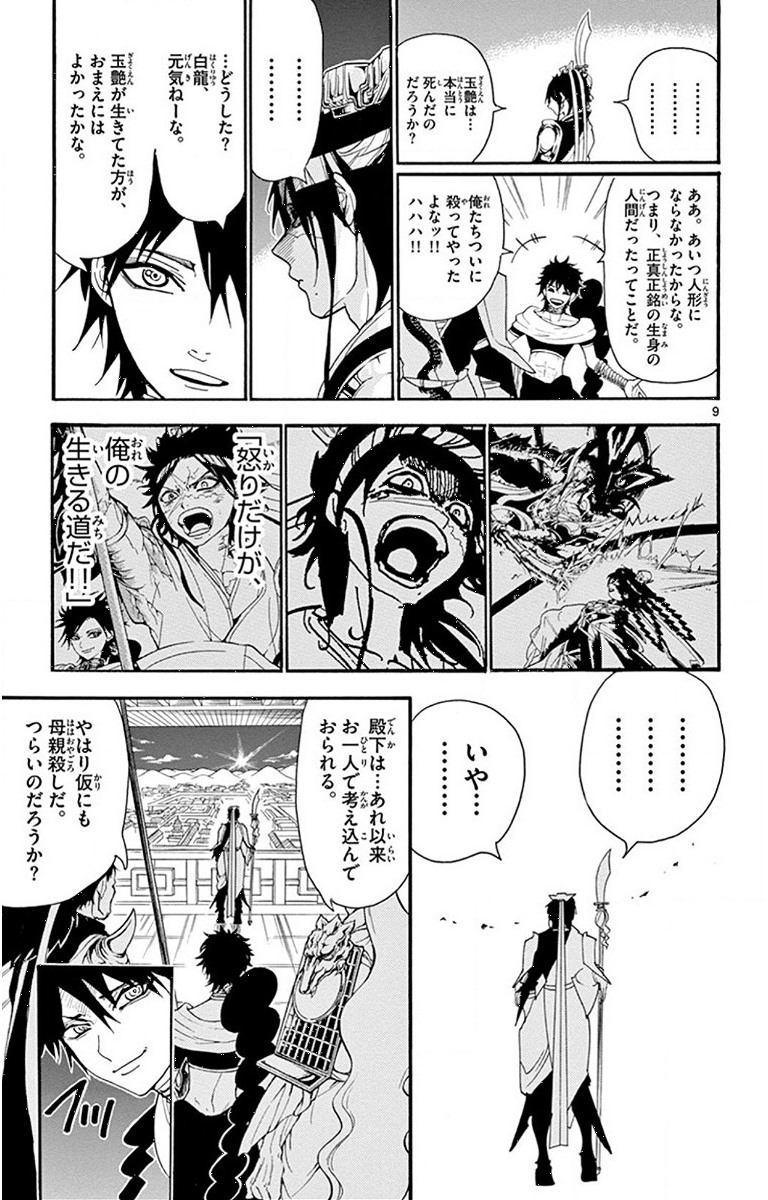 ………
………
玉艶は…
本当に
死んだの
だろうか？
ああ。あいつ人形に
ならなかったからな。
つまり、正真正銘の生身の
人間だったってことだ。
俺たちついに
殺ってやった
よなッ!!
ハハハ!!
………
…どうした？
白龍、
元気ねーな。
玉艶が生きてた方が、
おまえには
よかったかな。
9
「怒りだけが、
俺の
生きる道だ!!」
………
………
いや…
…
殿下は…あれ以来
お一人で考え込んで
おられる。
やはり仮にも
母親殺しだ。
つらいのだろうか？
ニッ